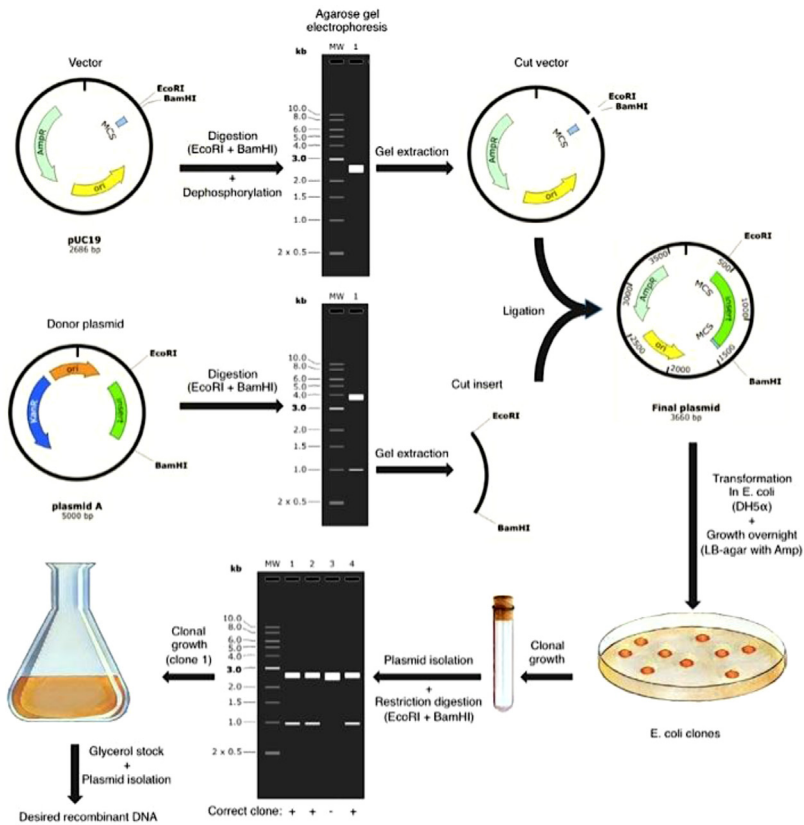 Agarose gel
electrophoresis
Vector
kb
MW 1
Cut vector
EcoRI
BamHI
AmpR
MCS
ori
pUC19
2686 bp
Digestion
(EcoRI + BamHI)
+
Dephosphorylation
10.0
8.0
6.0
5.0
4.0
3.0
2.0
1.5
1.0
2 x 0.5
Gel extraction
EcoRI
BamHI
AmpR
MCS
ori
Donor plasmid
EcoRI
ori
KanR
insert
BamHI
plasmid A
5000 bp
Digestion
(EcoRI + BamHI)
kb
MW 1
10.0
8.0
6.0
5.0
4.0
3.0
2.0
1.5
1.0
2 x 0.5
Gel extraction
Cut insert
EcoRI
BamHI
Ligation
EcoRI
3500
500
AmpR
MCS
3000
insert
1000
MCS
2500
ori
1500
2000
BamHI
Final plasmid
3660 bp
Transformation
In E. coli
(DH5α)
+
Growth overnight
(LB-agar with Amp)
E. coli clones
Clonal
growth
Plasmid isolation
+
Restriction digestion
(EcoRI + BamHI)
kb
MW 1 2 3 4
10.0
8.0
6.0
5.0
4.0
3.0
2.0
1.5
1.0
2 x 0.5
Correct clone: + + - +
Clonal
growth
(clone 1)
Glycerol stock
+
Plasmid isolation
Desired recombinant DNA